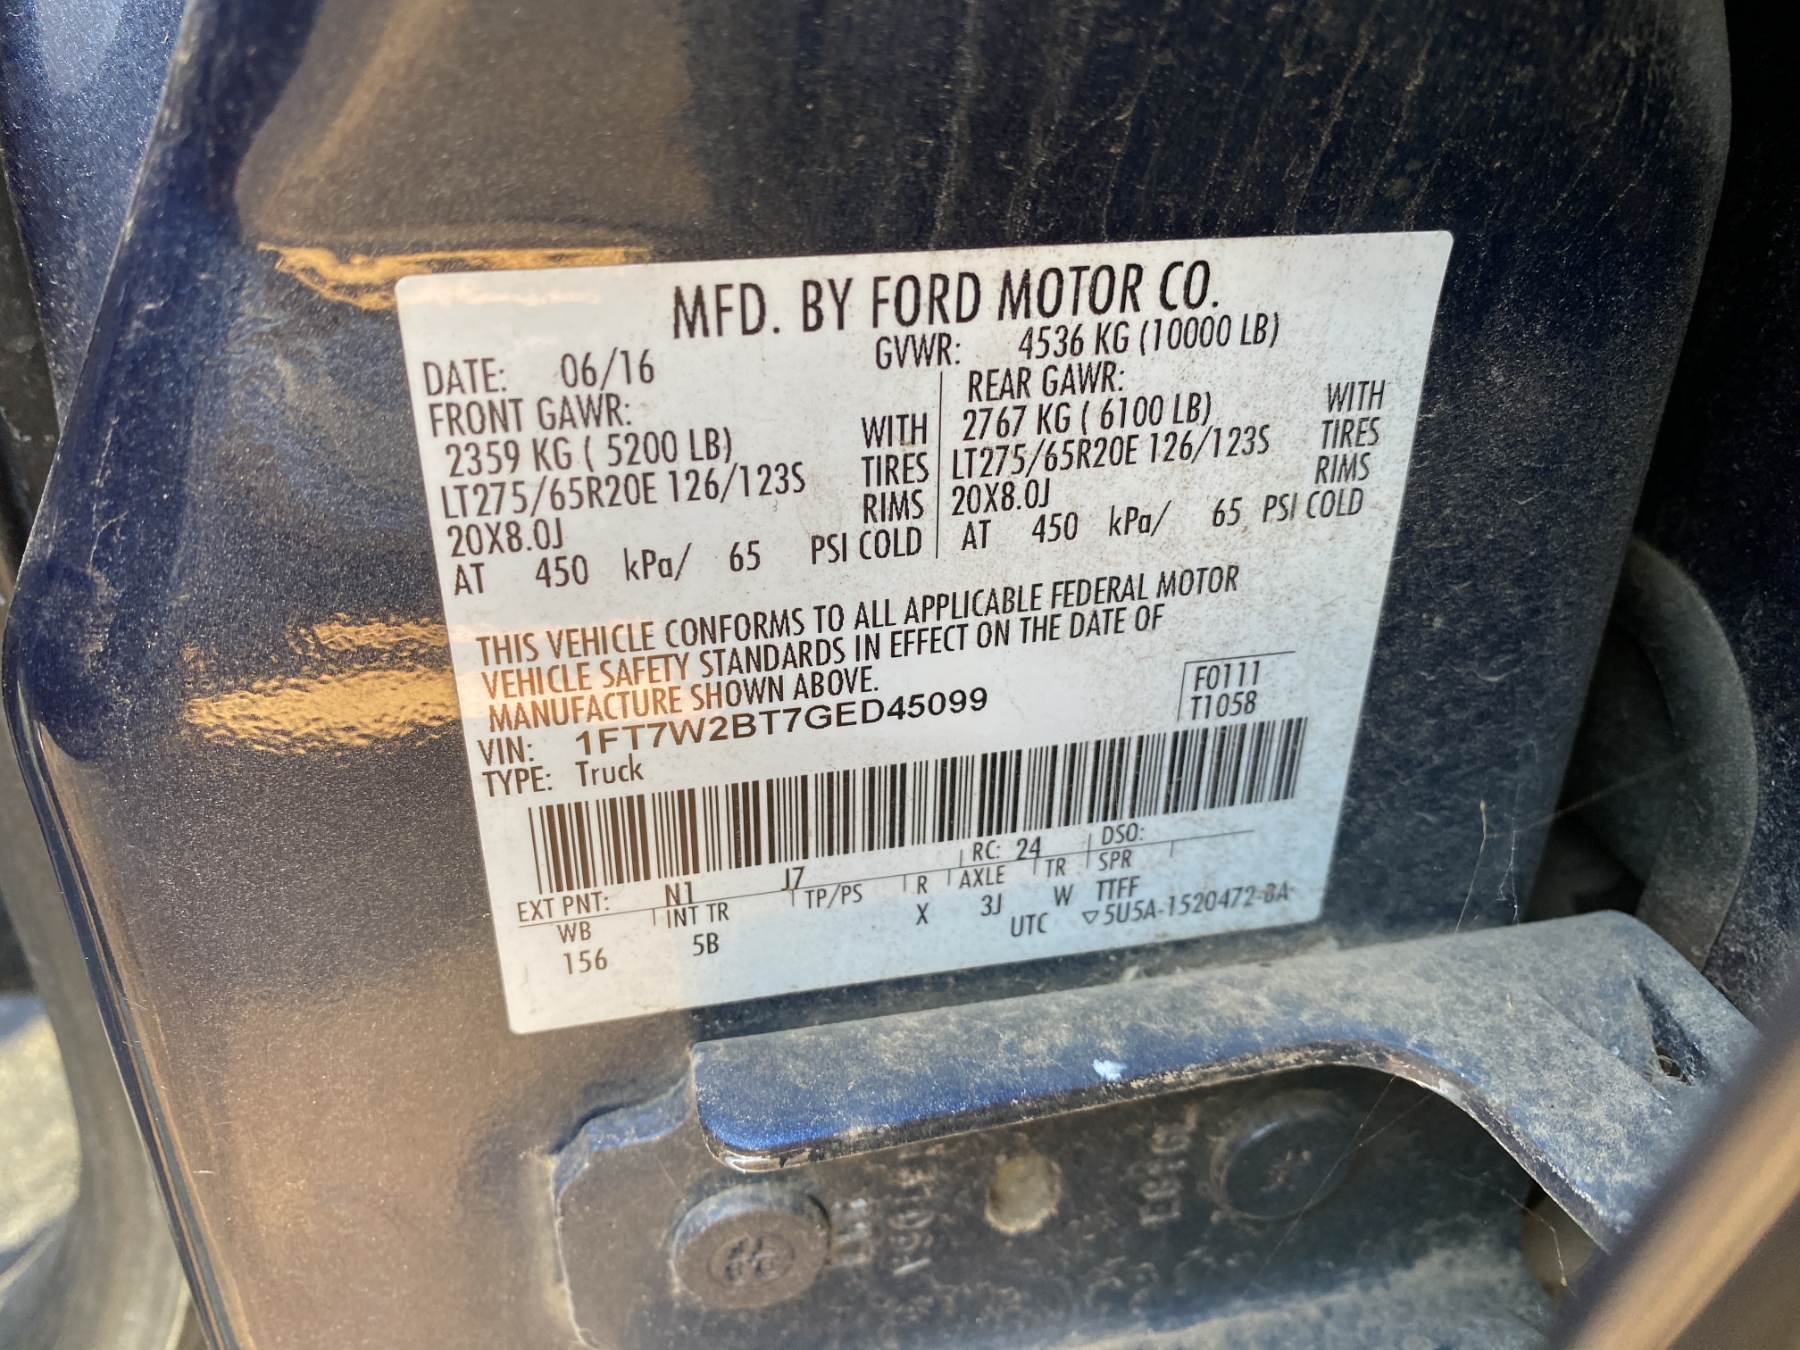 MFD. BY FORD MOTOR CO.
DATE: 06/16 GVWR: 4536 KG (10000 LB)
FRONT GAWR: REAR GAWR:
2359 KG ( 5200 LB) WITH 2767 KG ( 6100 LB) WITH
LT275/65R20E 126/123S TIRES LT275/65R20E 126/123S TIRES
20X8.0J RIMS 20X8.0J RIMS
AT 450 kPa/ 65 PSI COLD AT 450 kPa/ 65 PSI COLD
THIS VEHICLE CONFORMS TO ALL APPLICABLE FEDERAL MOTOR
VEHICLE SAFETY STANDARDS IN EFFECT ON THE DATE OF
MANUFACTURE SHOWN ABOVE.
VIN: 1FT7W2BT7GED45099 F0111
TYPE: Truck T1058
EXT PNT: N1 J7 RC: 24 DSO:
WB INT TR TP/PS R AXLE TR SPR
156 5B X 3J W TTFF
UTC ▽5U5A-1520472-BA